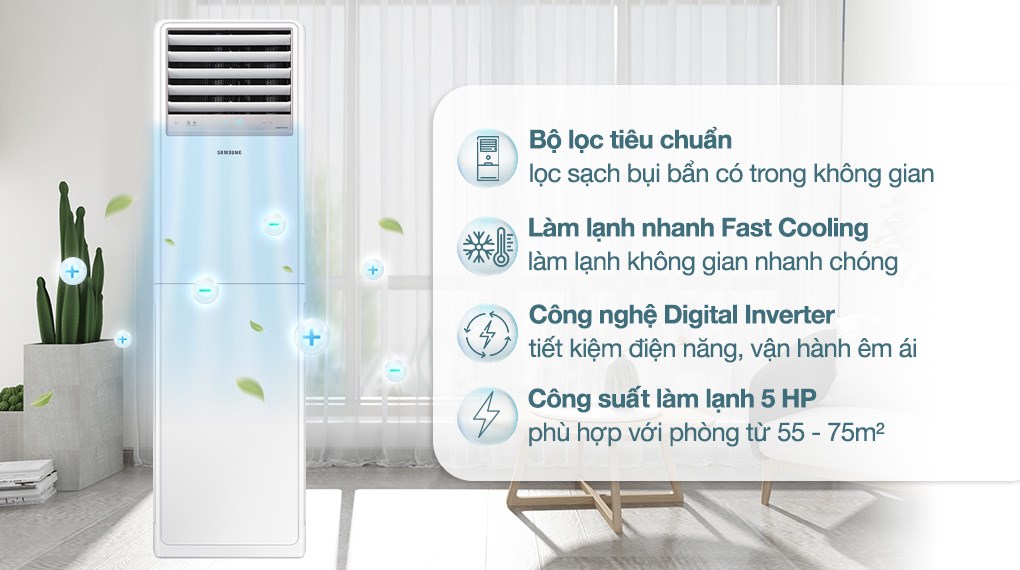 SAMSUNG
Bộ lọc tiêu chuẩn
lọc sạch bụi bẩn có trong không gian
Làm lạnh nhanh Fast Cooling
làm lạnh không gian nhanh chóng
Công nghệ Digital Inverter
tiết kiệm điện năng, vận hành êm ái
Công suất làm lạnh 5 HP
phù hợp với phòng từ 55 - 75m²